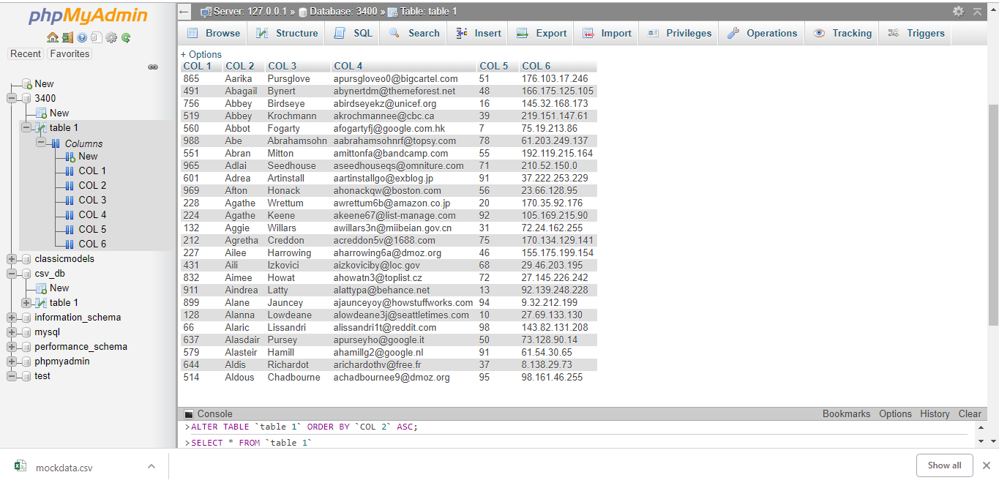 phpMyAdmin
Recent Favorites
New
3400
New
table 1
Columns
New
COL 1
COL 2
COL 3
COL 4
COL 5
COL 6
classicmodels
csv_db
New
table 1
information_schema
mysql
performance_schema
phpmyadmin
test
Server: 127.0.0.1 » Database: 3400 » Table: table 1
Browse Structure SQL Search Insert Export Import Privileges Operations Tracking Triggers
+ Options
COL 1 COL 2 COL 3 COL 4 COL 5 COL 6
865 Aarika Pursglove apursgloveo0@bigcartel.com 51 176.103.17.246
491 Abagail Bynert abynertdm@themeforest.net 48 166.175.125.105
756 Abbey Birdseye abirdseyekz@unicef.org 16 145.32.168.173
519 Abbey Krochmann akrochmannee@cbc.ca 39 219.151.147.61
560 Abbot Fogarty afogartyfj@google.com.hk 7 75.19.213.86
988 Abe Abrahamsohn aabrahamsohnrf@topsy.com 78 61.203.249.137
551 Abran Mitton amittonfa@bandcamp.com 55 192.119.215.164
965 Adlai Seedhouse aseedhouseqs@omniture.com 71 210.52.150.0
601 Adrea Artinstall aartinstallgo@exblog.jp 91 37.222.253.229
969 Afton Honack ahonackqw@boston.com 56 23.66.128.95
228 Agathe Wrettum awrettum6b@amazon.co.jp 20 170.35.92.176
224 Agathe Keene akeene67@list-manage.com 92 105.169.215.90
132 Aggie Willars awillars3n@miibeian.gov.cn 31 72.24.162.255
212 Agretha Creddon acreddon5v@1688.com 75 170.134.129.141
227 Ailee Harrowing aharrowing6a@dmoz.org 46 155.175.199.154
431 Aili Izkovici aizkoviciby@loc.gov 68 29.46.203.195
832 Aimee Howat ahowatn3@toplist.cz 72 27.145.226.242
911 Aindrea Latty alattypa@behance.net 13 92.139.248.228
899 Alane Jauncey ajaunceyoy@howstuffworks.com 94 9.32.212.199
128 Alanna Lowdeane alowdeane3j@seattletimes.com 10 27.69.133.130
66 Alaric Lissandri alissandri1t@reddit.com 98 143.82.131.208
637 Alasdair Pursey apurseyho@google.it 50 73.128.90.14
579 Alasteir Hamill ahamillg2@google.nl 91 61.54.30.65
644 Aldis Richardot arichardothv@free.fr 37 8.138.29.73
514 Aldous Chadbourne achadbournee9@dmoz.org 95 98.161.46.255
Console Bookmarks Options History Clear
>ALTER TABLE `table 1` ORDER BY `COL 2` ASC;
>SELECT * FROM `table 1`
mockdata.csv Show all